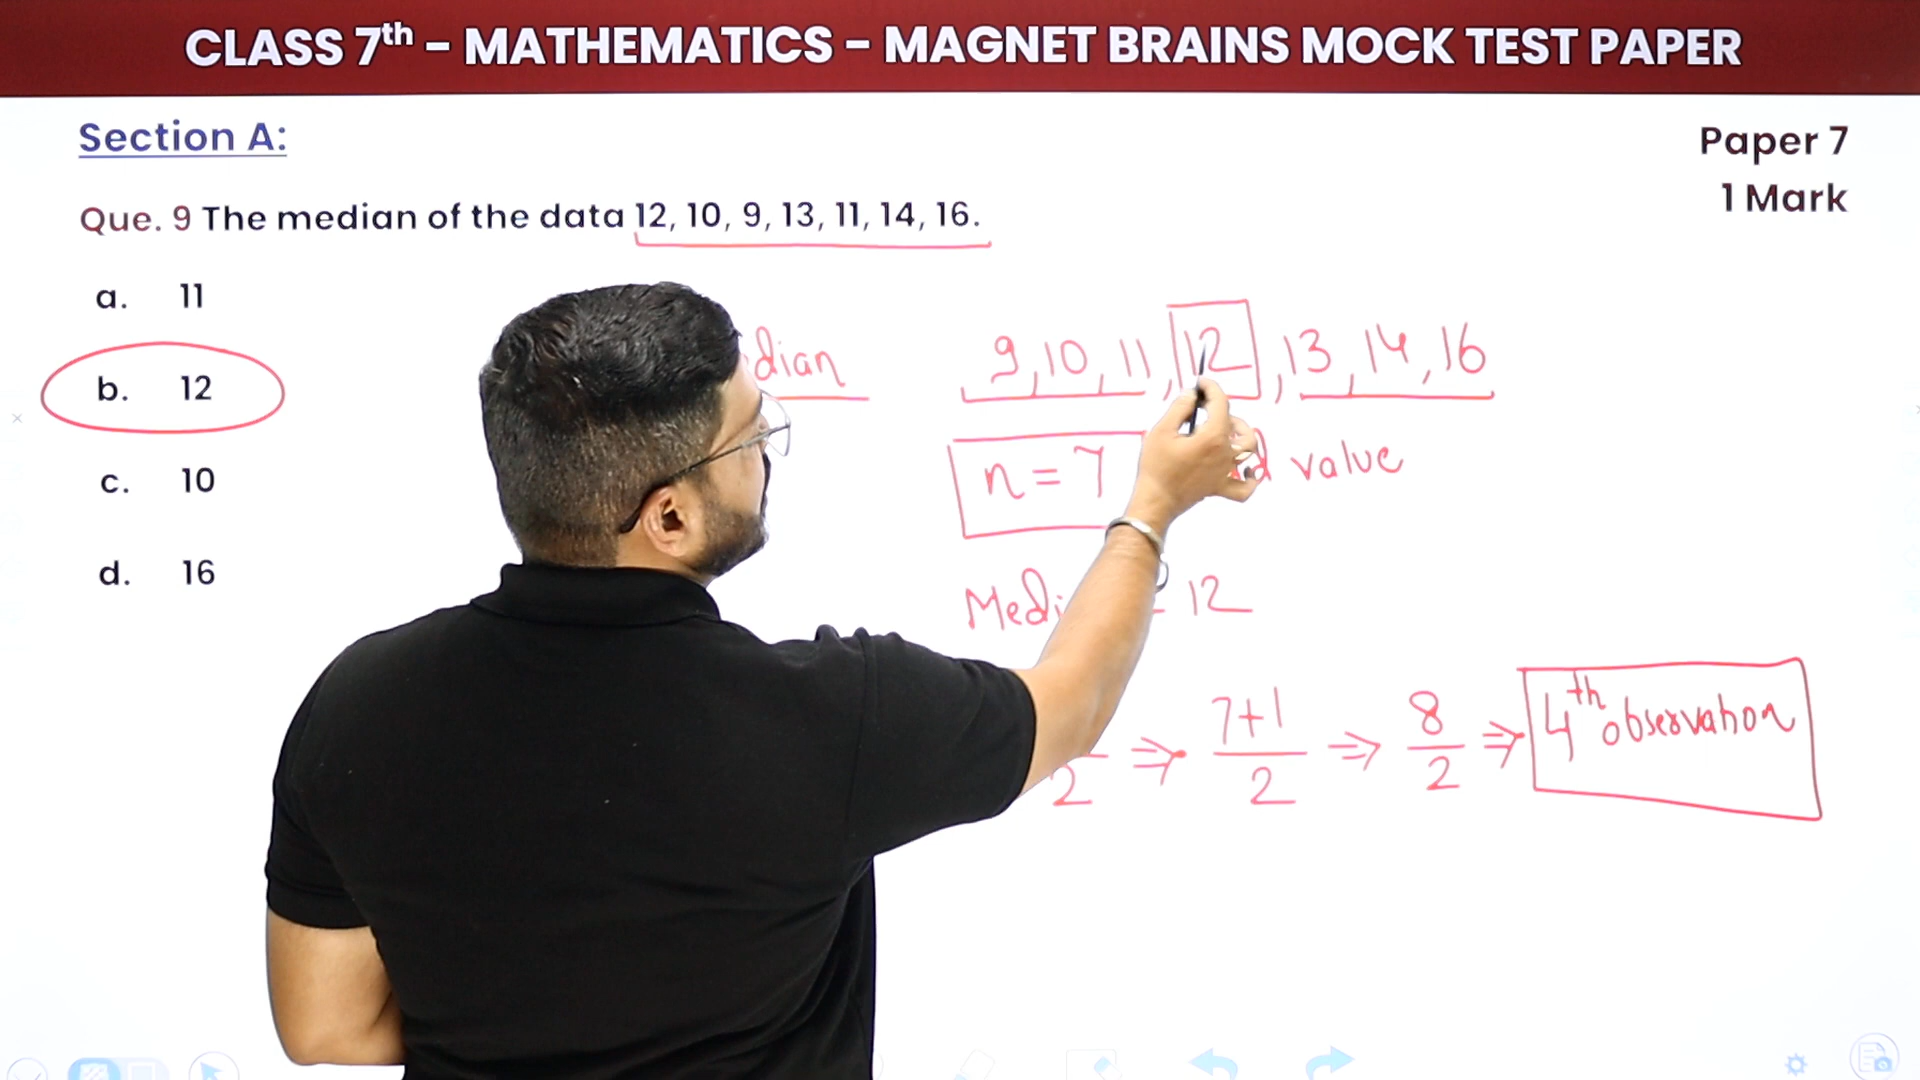 CLASS 7th – MATHEMATICS – MAGNET BRAINS MOCK TEST PAPER
Section A:
Paper 7
1 Mark
Que. 9 The median of the data 12, 10, 9, 13, 11, 14, 16.
a. 11
b. 12
c. 10
d. 16
dian
9, 10, 11, 12, 13, 14, 16
n = 7
value
Medi 12
2 ⇒ 7+1/2 ⇒ 8/2 ⇒ 4th observation